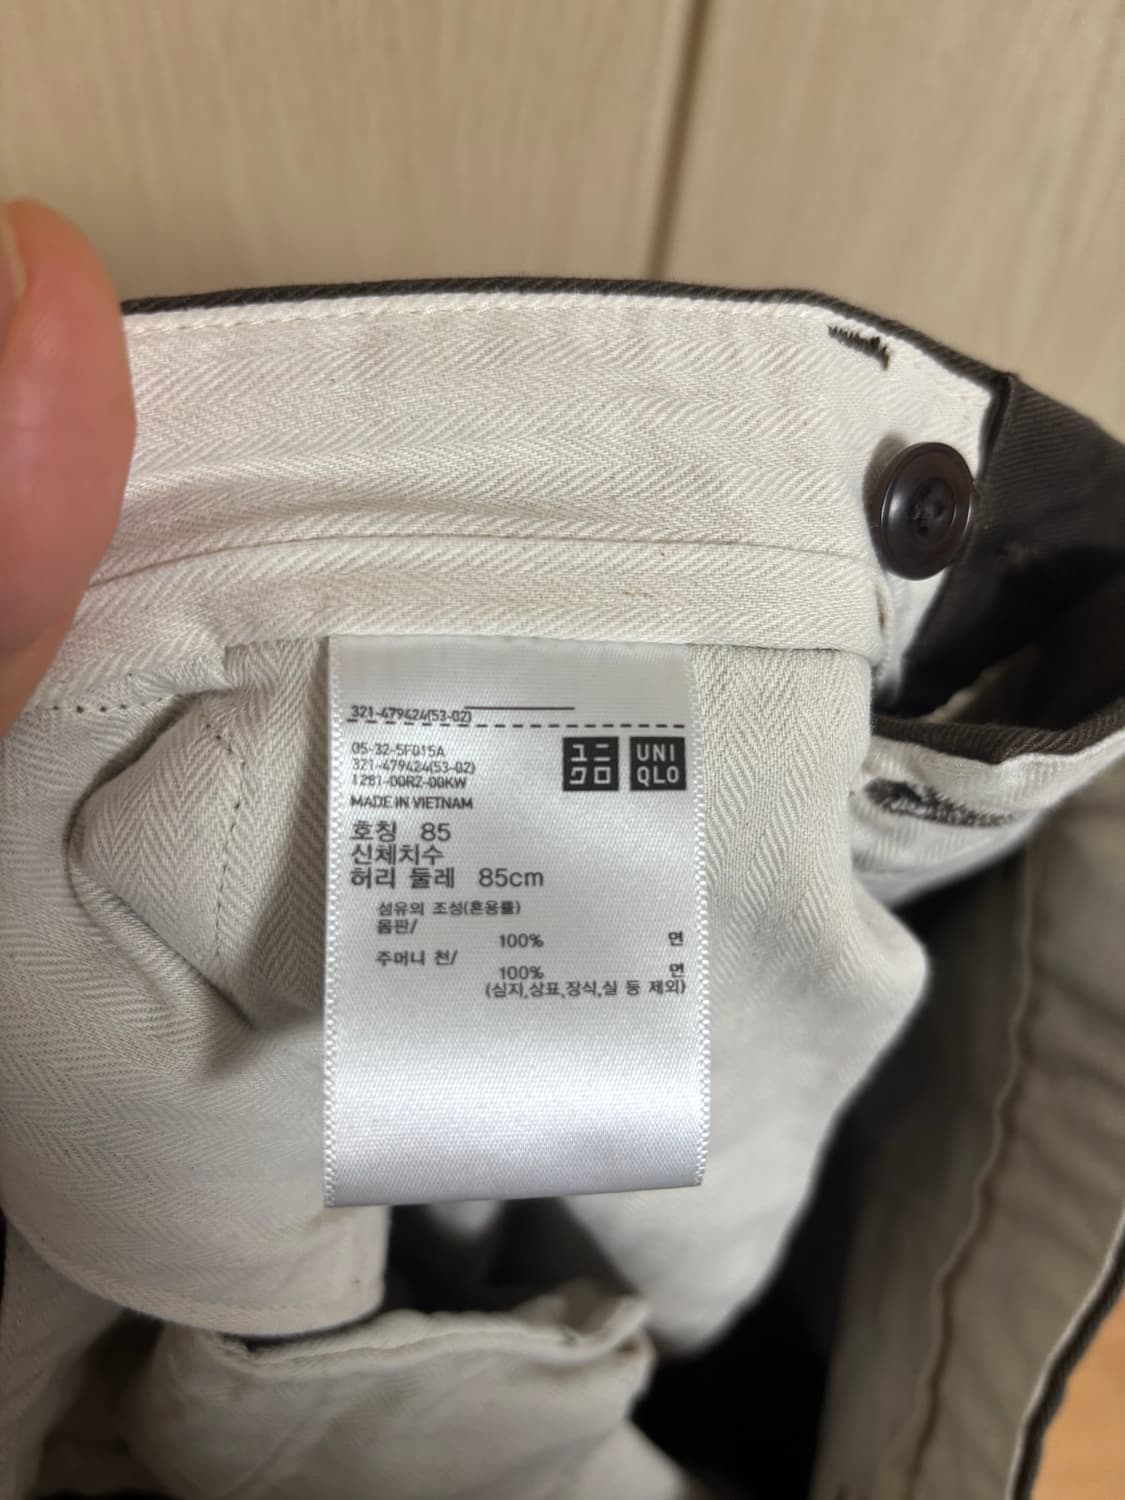 321-479424(53-02)
05-32-5F015A
321-479424(53-02)
1281-00RZ-00KW
MADE IN VIETNAM
ユニ
クロ
UNI
QLO
호칭 85
신체치수
허리 둘레 85cm
섬유의 조성(혼용률)
몸판/
100% 면
주머니 천/
100% 면
(심지,상표,장식,실 등 제외)